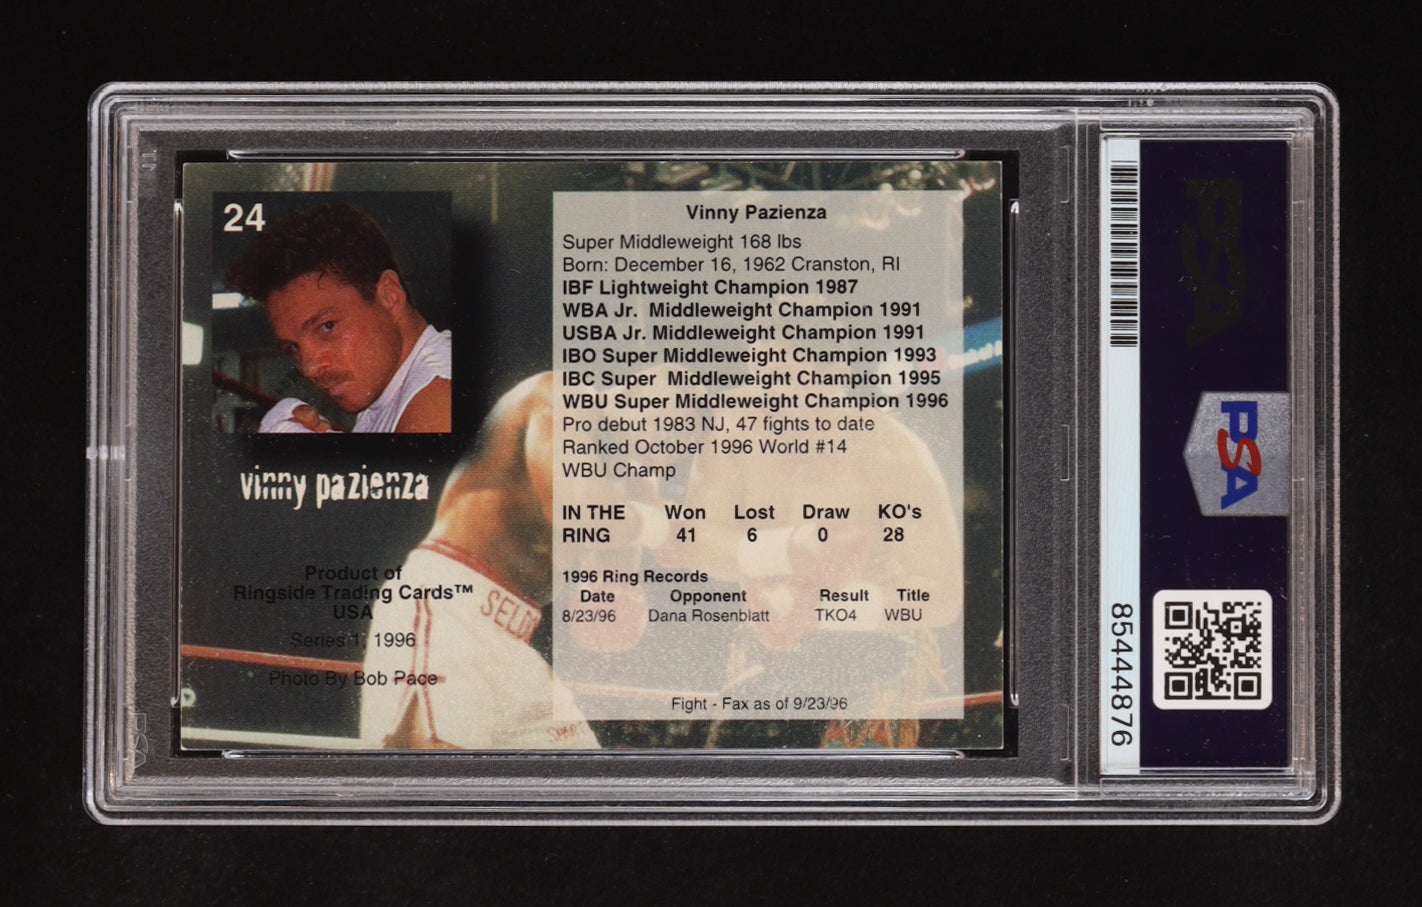 24
vinny pazienza
Product of
Ringside Trading Cards™
USA
Series 1, 1996
Photo By Bob Pace
Vinny Pazienza
Super Middleweight 168 lbs
Born: December 16, 1962 Cranston, RI
IBF Lightweight Champion 1987
WBA Jr. Middleweight Champion 1991
USBA Jr. Middleweight Champion 1991
IBO Super Middleweight Champion 1993
IBC Super Middleweight Champion 1995
WBU Super Middleweight Champion 1996
Pro debut 1983 NJ, 47 fights to date
Ranked October 1996 World #14
WBU Champ
IN THE RING Won Lost Draw KO's
41 6 0 28
1996 Ring Records
Date Opponent Result Title
8/23/96 Dana Rosenblatt TKO4 WBU
Fight - Fax as of 9/23/96
PSA
PSA
85444876